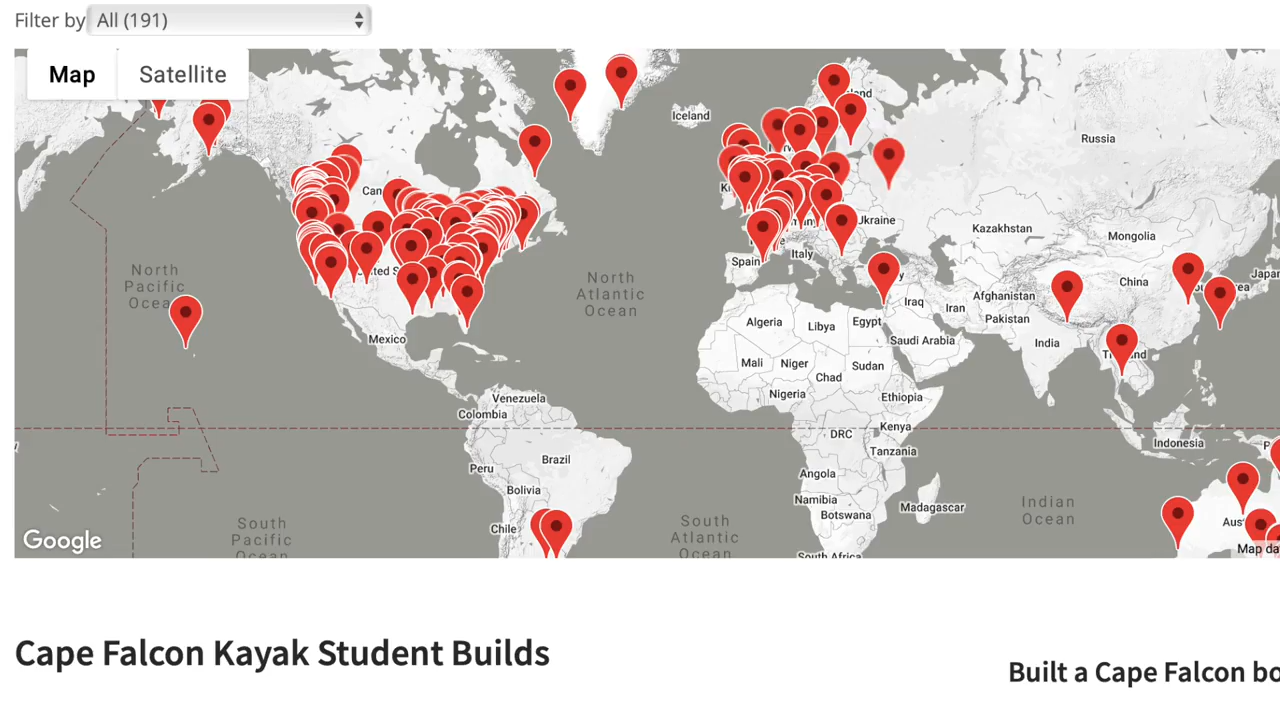 Filter by All (191)
Map Satellite
Iceland
Russia
Ukraine
Kazakhstan
Mongolia
Spain
Italy
North
Pacific
North
Atlantic
Ocean
China
Iraq
Iran
Afghanistan
Pakistan
Mexico
Algeria
Libya
Egypt
Saudi Arabia
India
Mali
Niger
Chad
Sudan
Nigeria
Ethiopia
Venezuela
Colombia
DRC
Kenya
Tanzania
Indonesia
Peru
Brazil
Angola
Bolivia
Namibia
Botswana
Madagascar
Indian
Ocean
Chile
South
Pacific
Ocean
South
Atlantic
Ocean
South Africa
Google
Map da
Cape Falcon Kayak Student Builds
Built a Cape Falcon bo